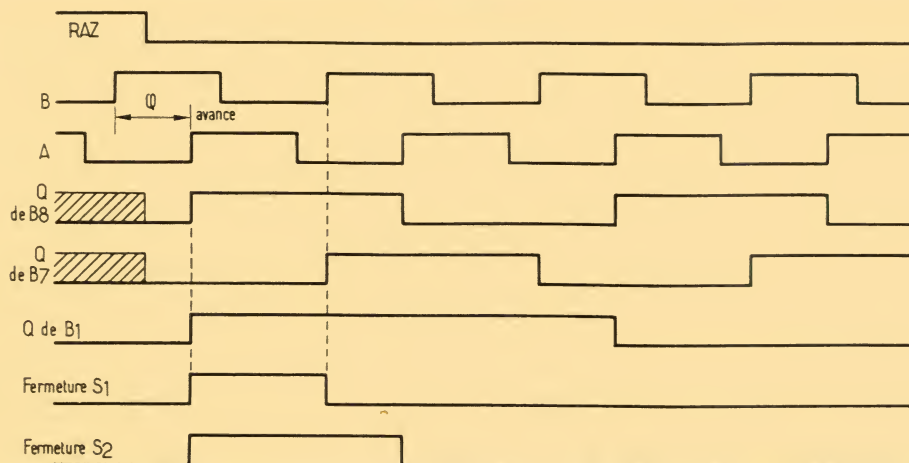 RAZ
B
φ avance
A
Q
de B8
Q
de B7
Q de B1
Fermeture S1
Fermeture S2